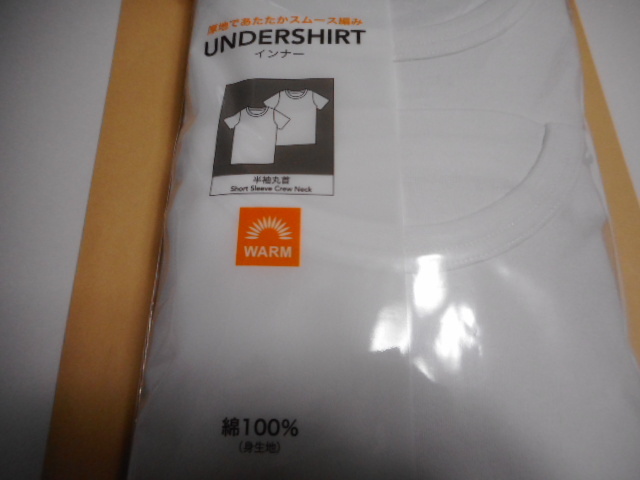 厚地であたたかスムース編み
UNDERSHIRT
インナー
半袖丸首
Short Sleeve Crew Neck
WARM
綿100%
(身生地)